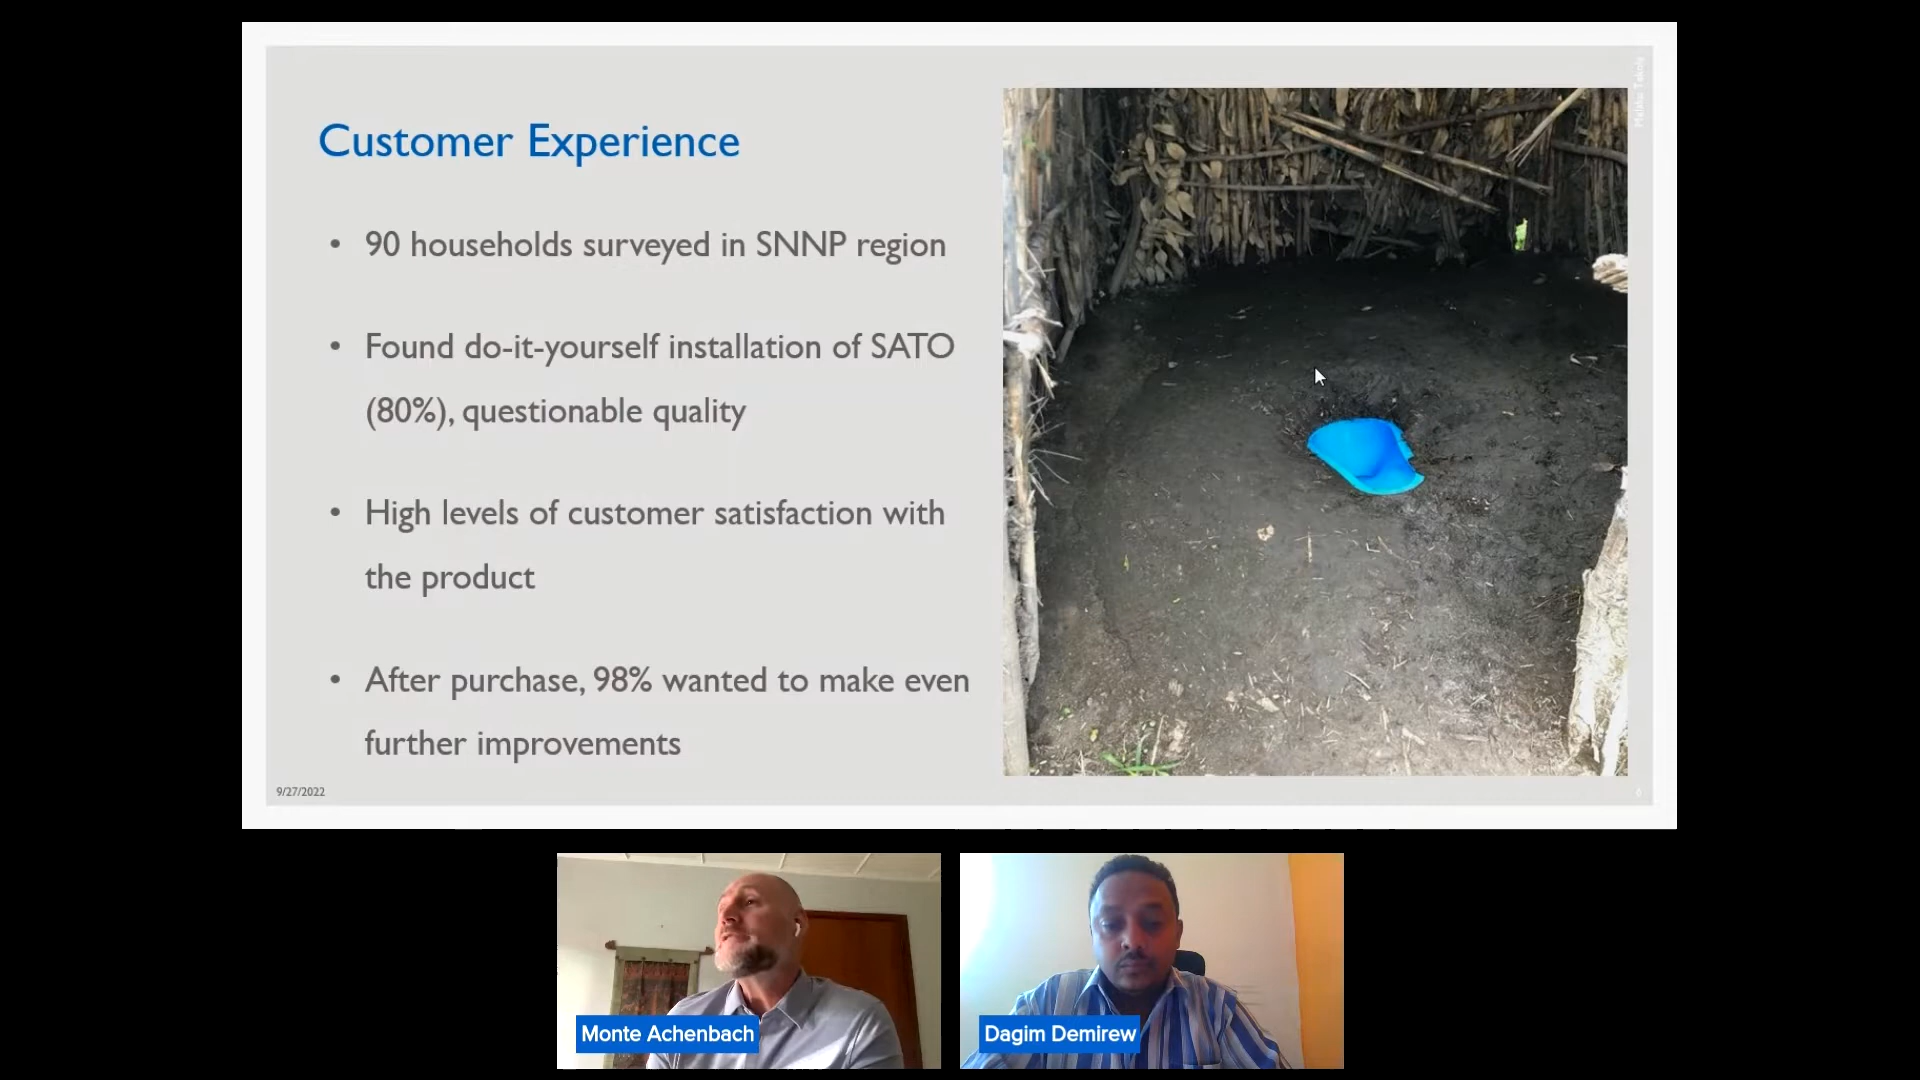 Customer Experience
• 90 households surveyed in SNNP region
• Found do-it-yourself installation of SATO
(80%), questionable quality
• High levels of customer satisfaction with
the product
• After purchase, 98% wanted to make even
further improvements
9/27/2022
Monte Achenbach
Dagim Demirew